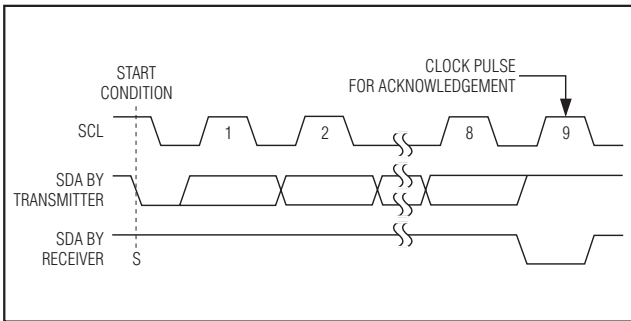 START
CONDITION
CLOCK PULSE
FOR ACKNOWLEDGEMENT
SCL
1
2
8
9
SDA BY
TRANSMITTER
SDA BY
RECEIVER
S